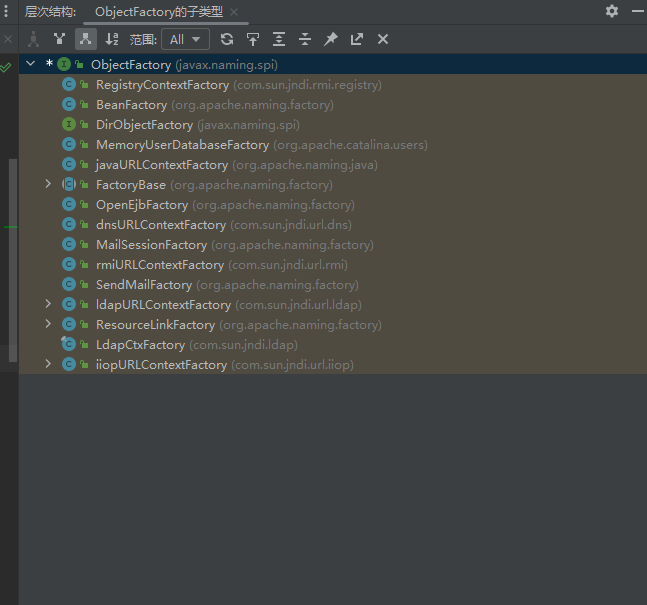 层次结构: ObjectFactory的子类型
范围: All
ObjectFactory (javax.naming.spi)
RegistryContextFactory (com.sun.jndi.rmi.registry)
BeanFactory (org.apache.naming.factory)
DirObjectFactory (javax.naming.spi)
MemoryUserDatabaseFactory (org.apache.catalina.users)
javaURLContextFactory (org.apache.naming.java)
FactoryBase (org.apache.naming.factory)
OpenEjbFactory (org.apache.naming.factory)
dnsURLContextFactory (com.sun.jndi.url.dns)
MailSessionFactory (org.apache.naming.factory)
rmiURLContextFactory (com.sun.jndi.url.rmi)
SendMailFactory (org.apache.naming.factory)
ldapURLContextFactory (com.sun.jndi.url.ldap)
ResourceLinkFactory (org.apache.naming.factory)
LdapCtxFactory (com.sun.jndi.ldap)
iiopURLContextFactory (com.sun.jndi.url.iiop)